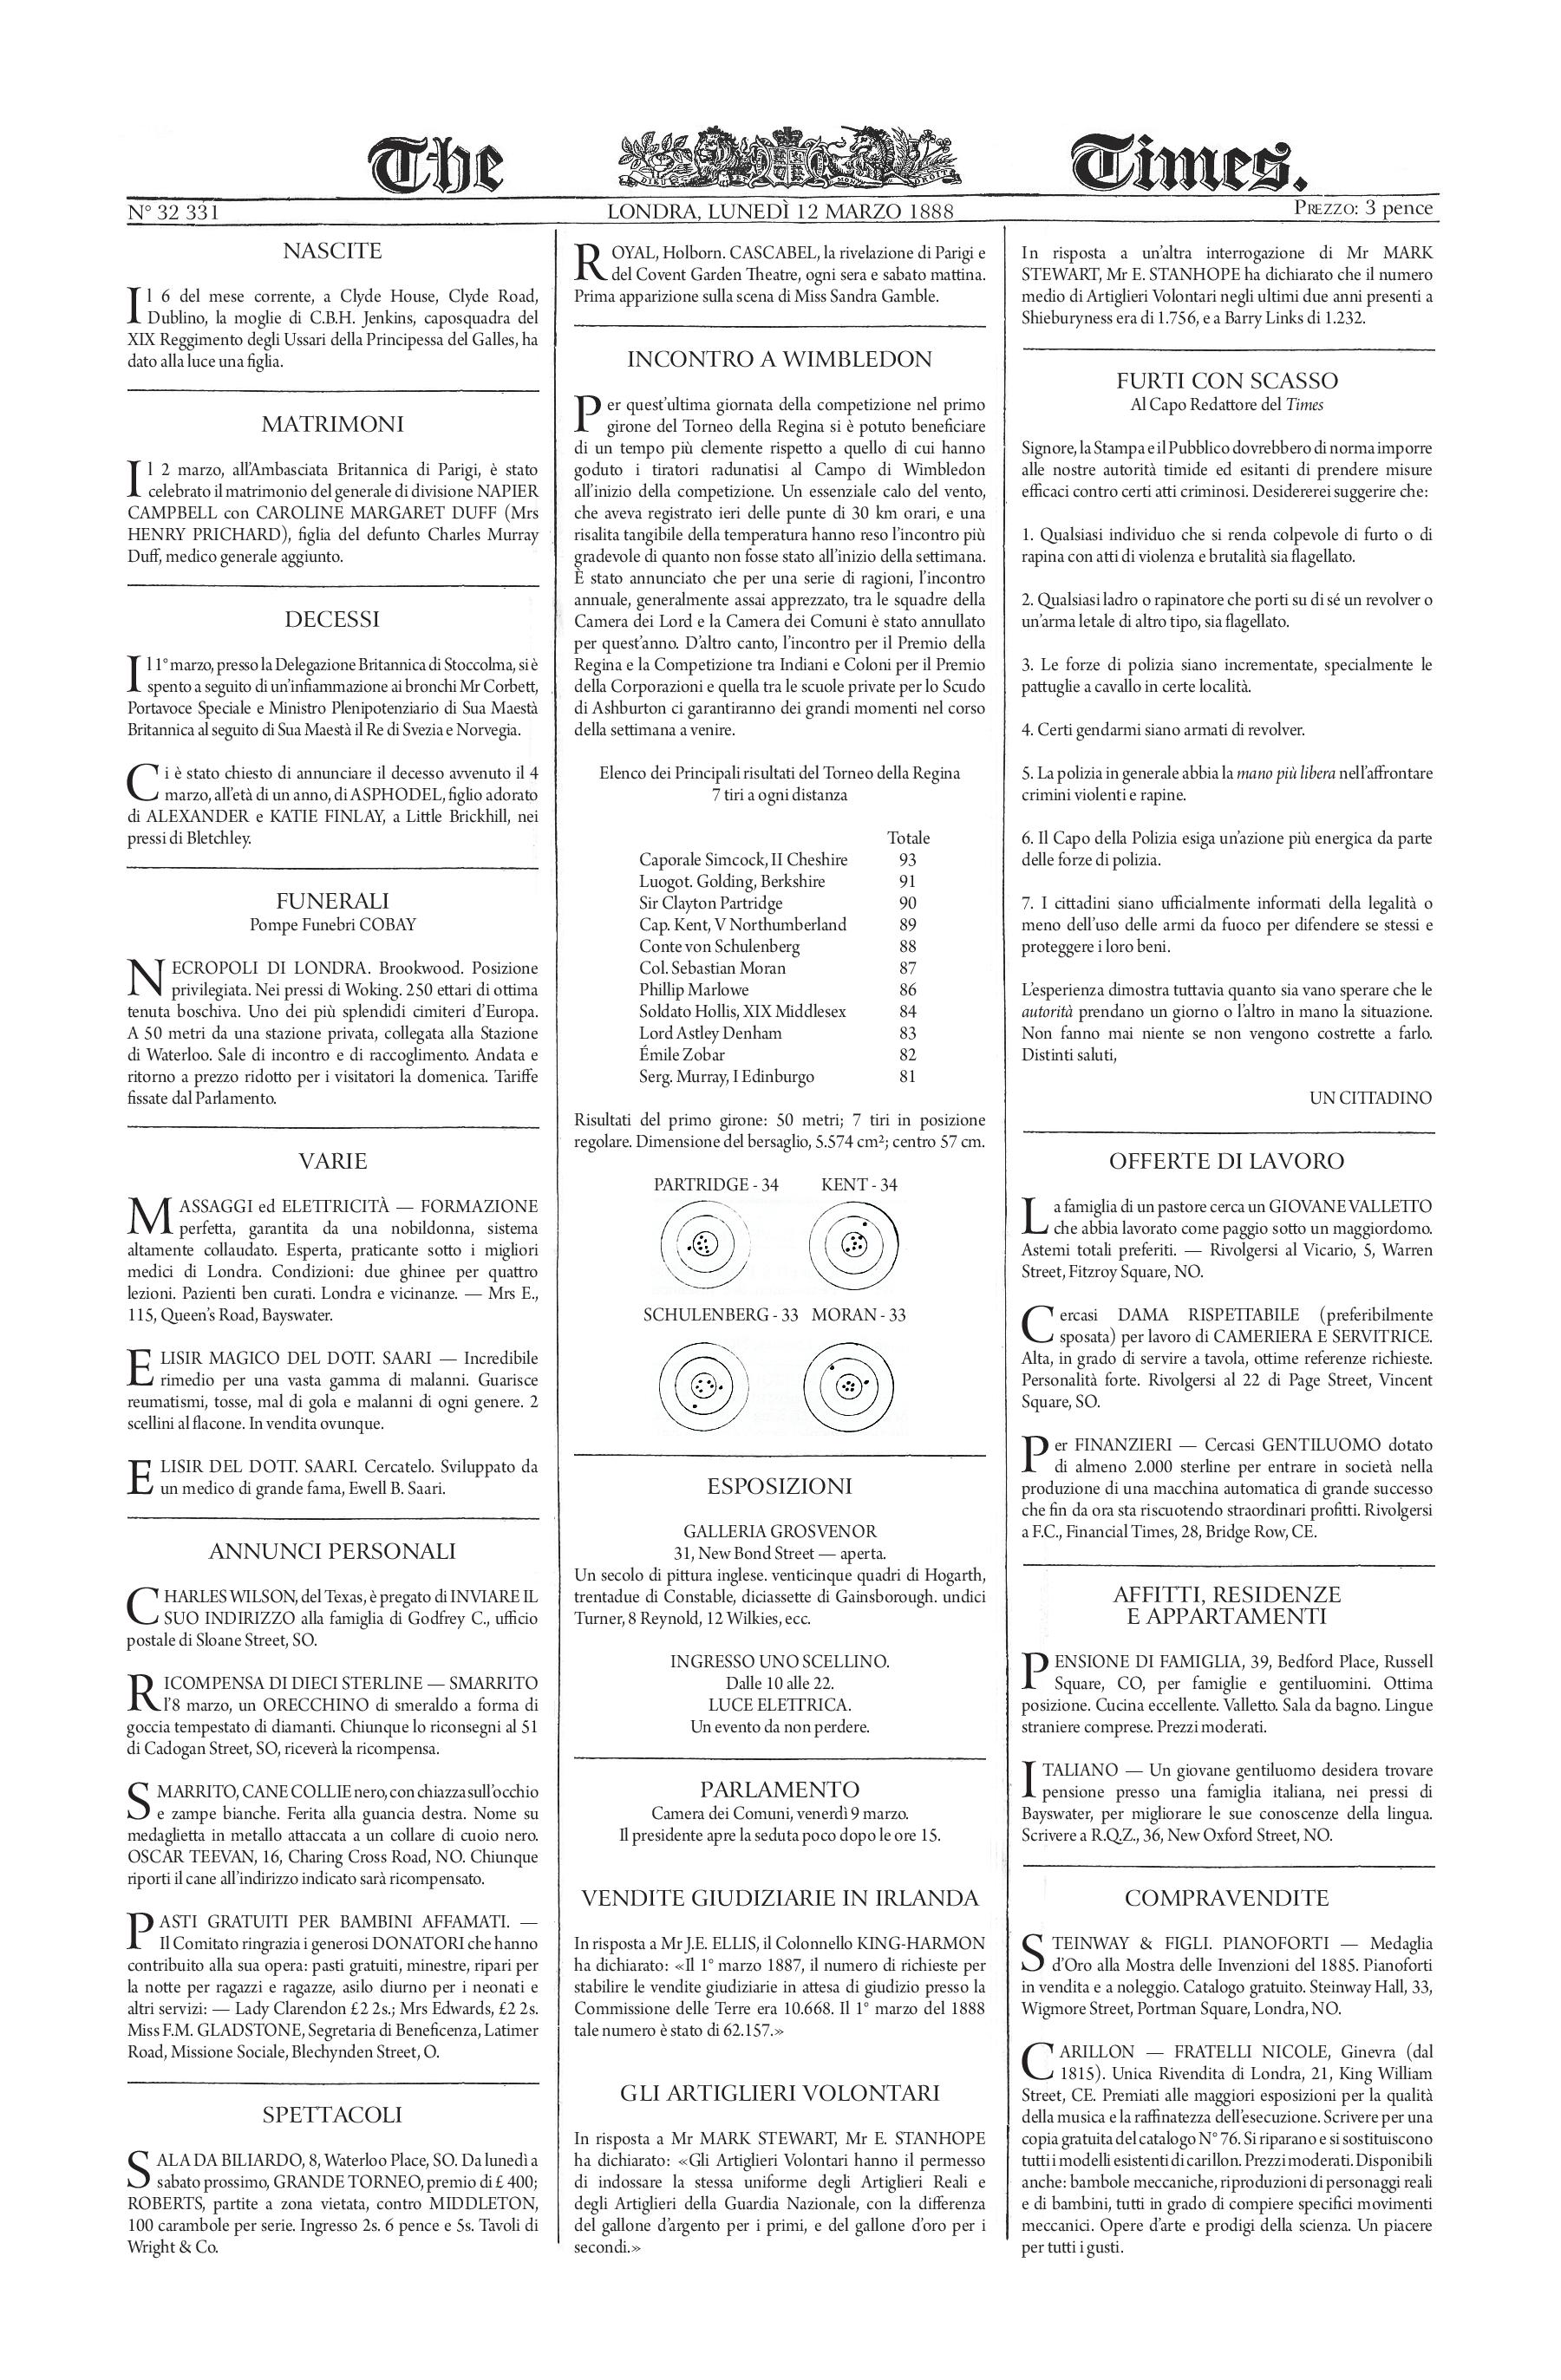 The Times.
DIEU ET MON DROIT
N° 32 331
LONDRA, LUNEDÌ 12 MARZO 1888
PREZZO: 3 pence
NASCITE
Il 6 del mese corrente, a Clyde House, Clyde Road,
Dublino, la moglie di C.B.H. Jenkins, caposquadra del
XIX Reggimento degli Ussari della Principessa del Galles, ha
dato alla luce una figlia.
MATRIMONI
Il 2 marzo, all'Ambasciata Britannica di Parigi, è stato
celebrato il matrimonio del generale di divisione NAPIER
CAMPBELL con CAROLINE MARGARET DUFF (Mrs
HENRY PRICHARD), figlia del defunto Charles Murray
Duff, medico generale aggiunto.
DECESSI
Il 1° marzo, presso la Delegazione Britannica di Stoccolma, si è
spento a seguito di un'infiammazione ai bronchi Mr Corbett,
Portavoce Speciale e Ministro Plenipotenziario di Sua Maestà
Britannica al seguito di Sua Maestà il Re di Svezia e Norvegia.
Ci è stato chiesto di annunciare il decesso avvenuto il 4
marzo, all'età di un anno, di ASPHODEL, figlio adorato
di ALEXANDER e KATIE FINLAY, a Little Brickhill, nei
pressi di Bletchley.
FUNERALI
Pompe Funebri COBAY
NECROPOLI DI LONDRA. Brookwood. Posizione
privilegiata. Nei pressi di Woking. 250 ettari di ottima
tenuta boschiva. Uno dei più splendidi cimiteri d'Europa.
A 50 metri da una stazione privata, collegata alla Stazione
di Waterloo. Sale di incontro e di raccoglimento. Andata e
ritorno a prezzo ridotto per i visitatori la domenica. Tariffe
fissate dal Parlamento.
VARIE
MASSAGGI ed ELETTRICITÀ — FORMAZIONE
perfetta, garantita da una nobildonna, sistema
altamente collaudato. Esperta, praticante sotto i migliori
medici di Londra. Condizioni: due ghinee per quattro
lezioni. Pazienti ben curati. Londra e vicinanze. — Mrs E.,
115, Queen's Road, Bayswater.
ELISIR MAGICO DEL DOTT. SAARI — Incredibile
rimedio per una vasta gamma di malanni. Guarisce
reumatismi, tosse, mal di gola e malanni di ogni genere. 2
scellini al flacone. In vendita ovunque.
ELISIR DEL DOTT. SAARI. Cercatelo. Sviluppato da
un medico di grande fama, Ewell B. Saari.
ANNUNCI PERSONALI
CHARLES WILSON, del Texas, è pregato di INVIARE IL
SUO INDIRIZZO alla famiglia di Godfrey C., ufficio
postale di Sloane Street, SO.
RICOMPENSA DI DIECI STERLINE — SMARRITO
l'8 marzo, un ORECCHINO di smeraldo a forma di
goccia tempestato di diamanti. Chiunque lo riconsegni al 51
di Cadogan Street, SO, riceverà la ricompensa.
SMARRITO, CANE COLLIE nero, con chiazza sull'occhio
e zampe bianche. Ferita alla guancia destra. Nome su
medaglietta in metallo attaccata a un collare di cuoio nero.
OSCAR TEEVAN, 16, Charing Cross Road, NO. Chiunque
riporti il cane all'indirizzo indicato sarà ricompensato.
PASTI GRATUITI PER BAMBINI AFFAMATI. —
Il Comitato ringrazia i generosi DONATORI che hanno
contribuito alla sua opera: pasti gratuiti, minestre, ripari per
la notte per ragazzi e ragazze, asilo diurno per i neonati e
altri servizi: — Lady Clarendon £2 2s.; Mrs Edwards, £2 2s.
Miss F.M. GLADSTONE, Segretaria di Beneficenza, Latimer
Road, Missione Sociale, Blechynden Street, O.
SPETTACOLI
SALA DA BILIARDO, 8, Waterloo Place, SO. Da lunedì a
sabato prossimo, GRANDE TORNEO, premio di £ 400;
ROBERTS, partite a zona vietata, contro MIDDLETON,
100 carambole per serie. Ingresso 2s. 6 pence e 5s. Tavoli di
Wright & Co.
ROYAL, Holborn. CASCABEL, la rivelazione di Parigi e
del Covent Garden Theatre, ogni sera e sabato mattina.
Prima apparizione sulla scena di Miss Sandra Gamble.
INCONTRO A WIMBLEDON
Per quest'ultima giornata della competizione nel primo
girone del Torneo della Regina si è potuto beneficiare
di un tempo più clemente rispetto a quello di cui hanno
goduto i tiratori radunatisi al Campo di Wimbledon
all'inizio della competizione. Un essenziale calo del vento,
che aveva registrato ieri delle punte di 30 km orari, e una
risalita tangibile della temperatura hanno reso l'incontro più
gradevole di quanto non fosse stato all'inizio della settimana.
È stato annunciato che per una serie di ragioni, l'incontro
annuale, generalmente assai apprezzato, tra le squadre della
Camera dei Lord e la Camera dei Comuni è stato annullato
per quest'anno. D'altro canto, l'incontro per il Premio della
Regina e la Competizione tra Indiani e Coloni per il Premio
della Corporazioni e quella tra le scuole private per lo Scudo
di Ashburton ci garantiranno dei grandi momenti nel corso
della settimana a venire.
Elenco dei Principali risultati del Torneo della Regina
7 tiri a ogni distanza
Totale
Caporale Simcock, II Cheshire 93
Luogot. Golding, Berkshire 91
Sir Clayton Partridge 90
Cap. Kent, V Northumberland 89
Conte von Schulenberg 88
Col. Sebastian Moran 87
Phillip Marlowe 86
Soldato Hollis, XIX Middlesex 84
Lord Astley Denham 83
Émile Zobar 82
Serg. Murray, I Edinburgo 81
Risultati del primo girone: 50 metri; 7 tiri in posizione
regolare. Dimensione del bersaglio, 5.574 cm²; centro 57 cm.
PARTRIDGE - 34 KENT - 34
SCHULENBERG - 33 MORAN - 33
ESPOSIZIONI
GALLERIA GROSVENOR
31, New Bond Street — aperta.
Un secolo di pittura inglese. venticinque quadri di Hogarth,
trentadue di Constable, diciassette di Gainsborough. undici
Turner, 8 Reynold, 12 Wilkies, ecc.
INGRESSO UNO SCELLINO.
Dalle 10 alle 22.
LUCE ELETTRICA.
Un evento da non perdere.
PARLAMENTO
Camera dei Comuni, venerdì 9 marzo.
Il presidente apre la seduta poco dopo le ore 15.
VENDITE GIUDIZIARIE IN IRLANDA
In risposta a Mr J.E. ELLIS, il Colonnello KING-HARMON
ha dichiarato: «Il 1° marzo 1887, il numero di richieste per
stabilire le vendite giudiziarie in attesa di giudizio presso la
Commissione delle Terre era 10.668. Il 1° marzo del 1888
tale numero è stato di 62.157.»
GLI ARTIGLIERI VOLONTARI
In risposta a Mr MARK STEWART, Mr E. STANHOPE
ha dichiarato: «Gli Artiglieri Volontari hanno il permesso
di indossare la stessa uniforme degli Artiglieri Reali e
degli Artiglieri della Guardia Nazionale, con la differenza
del gallone d'argento per i primi, e del gallone d'oro per i
secondi.»
In risposta a un'altra interrogazione di Mr MARK
STEWART, Mr E. STANHOPE ha dichiarato che il numero
medio di Artiglieri Volontari negli ultimi due anni presenti a
Shieburyness era di 1.756, e a Barry Links di 1.232.
FURTI CON SCASSO
Al Capo Redattore del Times
Signore, la Stampa e il Pubblico dovrebbero di norma imporre
alle nostre autorità timide ed esitanti di prendere misure
efficaci contro certi atti criminosi. Desidererei suggerire che:
1. Qualsiasi individuo che si renda colpevole di furto o di
rapina con atti di violenza e brutalità sia flagellato.
2. Qualsiasi ladro o rapinatore che porti su di sé un revolver o
un'arma letale di altro tipo, sia flagellato.
3. Le forze di polizia siano incrementate, specialmente le
pattuglie a cavallo in certe località.
4. Certi gendarmi siano armati di revolver.
5. La polizia in generale abbia la mano più libera nell'affrontare
crimini violenti e rapine.
6. Il Capo della Polizia esiga un'azione più energica da parte
delle forze di polizia.
7. I cittadini siano ufficialmente informati della legalità o
meno dell'uso delle armi da fuoco per difendere se stessi e
proteggere i loro beni.
L'esperienza dimostra tuttavia quanto sia vano sperare che le
autorità prendano un giorno o l'altro in mano la situazione.
Non fanno mai niente se non vengono costrette a farlo.
Distinti saluti,
UN CITTADINO
OFFERTE DI LAVORO
La famiglia di un pastore cerca un GIOVANE VALLETTO
che abbia lavorato come paggio sotto un maggiordomo.
Astemi totali preferiti. — Rivolgersi al Vicario, 5, Warren
Street, Fitzroy Square, NO.
Cercasi DAMA RISPETTABILE (preferibilmente
sposata) per lavoro di CAMERIERA E SERVITRICE.
Alta, in grado di servire a tavola, ottime referenze richieste.
Personalità forte. Rivolgersi al 22 di Page Street, Vincent
Square, SO.
Per FINANZIERI — Cercasi GENTILUOMO dotato
di almeno 2.000 sterline per entrare in società nella
produzione di una macchina automatica di grande successo
che fin da ora sta riscuotendo straordinari profitti. Rivolgersi
a F.C., Financial Times, 28, Bridge Row, CE.
AFFITTI, RESIDENZE
E APPARTAMENTI
PENSIONE DI FAMIGLIA, 39, Bedford Place, Russell
Square, CO, per famiglie e gentiluomini. Ottima
posizione. Cucina eccellente. Valletto. Sala da bagno. Lingue
straniere comprese. Prezzi moderati.
ITALIANO — Un giovane gentiluomo desidera trovare
pensione presso una famiglia italiana, nei pressi di
Bayswater, per migliorare le sue conoscenze della lingua.
Scrivere a R.Q.Z., 36, New Oxford Street, NO.
COMPRAVENDITE
STEINWAY & FIGLI. PIANOFORTI — Medaglia
d'Oro alla Mostra delle Invenzioni del 1885. Pianoforti
in vendita e a noleggio. Catalogo gratuito. Steinway Hall, 33,
Wigmore Street, Portman Square, Londra, NO.
CARILLON — FRATELLI NICOLE, Ginevra (dal
1815). Unica Rivendita di Londra, 21, King William
Street, CE. Premiati alle maggiori esposizioni per la qualità
della musica e la raffinatezza dell'esecuzione. Scrivere per una
copia gratuita del catalogo N° 76. Si riparano e si sostituiscono
tutti i modelli esistenti di carillon. Prezzi moderati. Disponibili
anche: bambole meccaniche, riproduzioni di personaggi reali
e di bambini, tutti in grado di compiere specifici movimenti
meccanici. Opere d'arte e prodigi della scienza. Un piacere
per tutti i gusti.